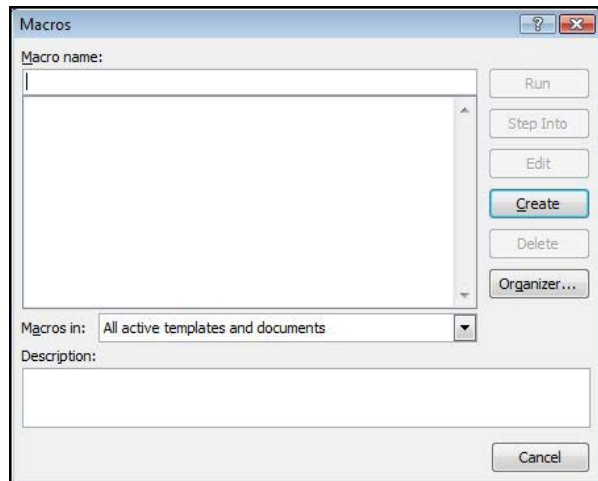 Macros
Macro name:
Run
Step Into
Edit
Create
Delete
Organizer...
Macros in: All active templates and documents
Description:
Cancel